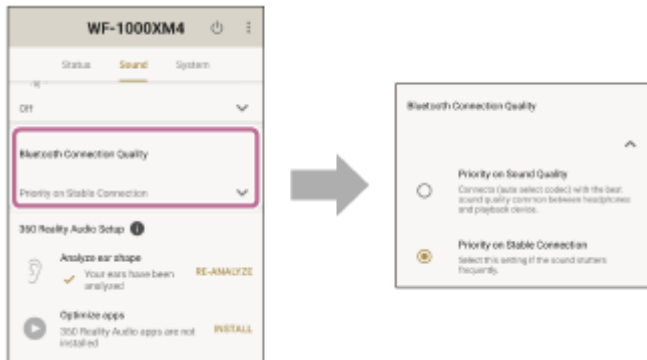 WF-1000XM4
Status Sound System
Off
Bluetooth Connection Quality
Priority on Stable Connection
360 Reality Audio Setup
Analyze ear shape
Your ears have been
analyzed
RE-ANALYZE
Optimize apps
360 Reality Audio apps are not
installed
INSTALL
Bluetooth Connection Quality
Priority on Sound Quality
Connects (auto select codec) with the best
sound quality common between headphones
and playback device.
Priority on Stable Connection
Select this setting if the sound stutters
frequently.